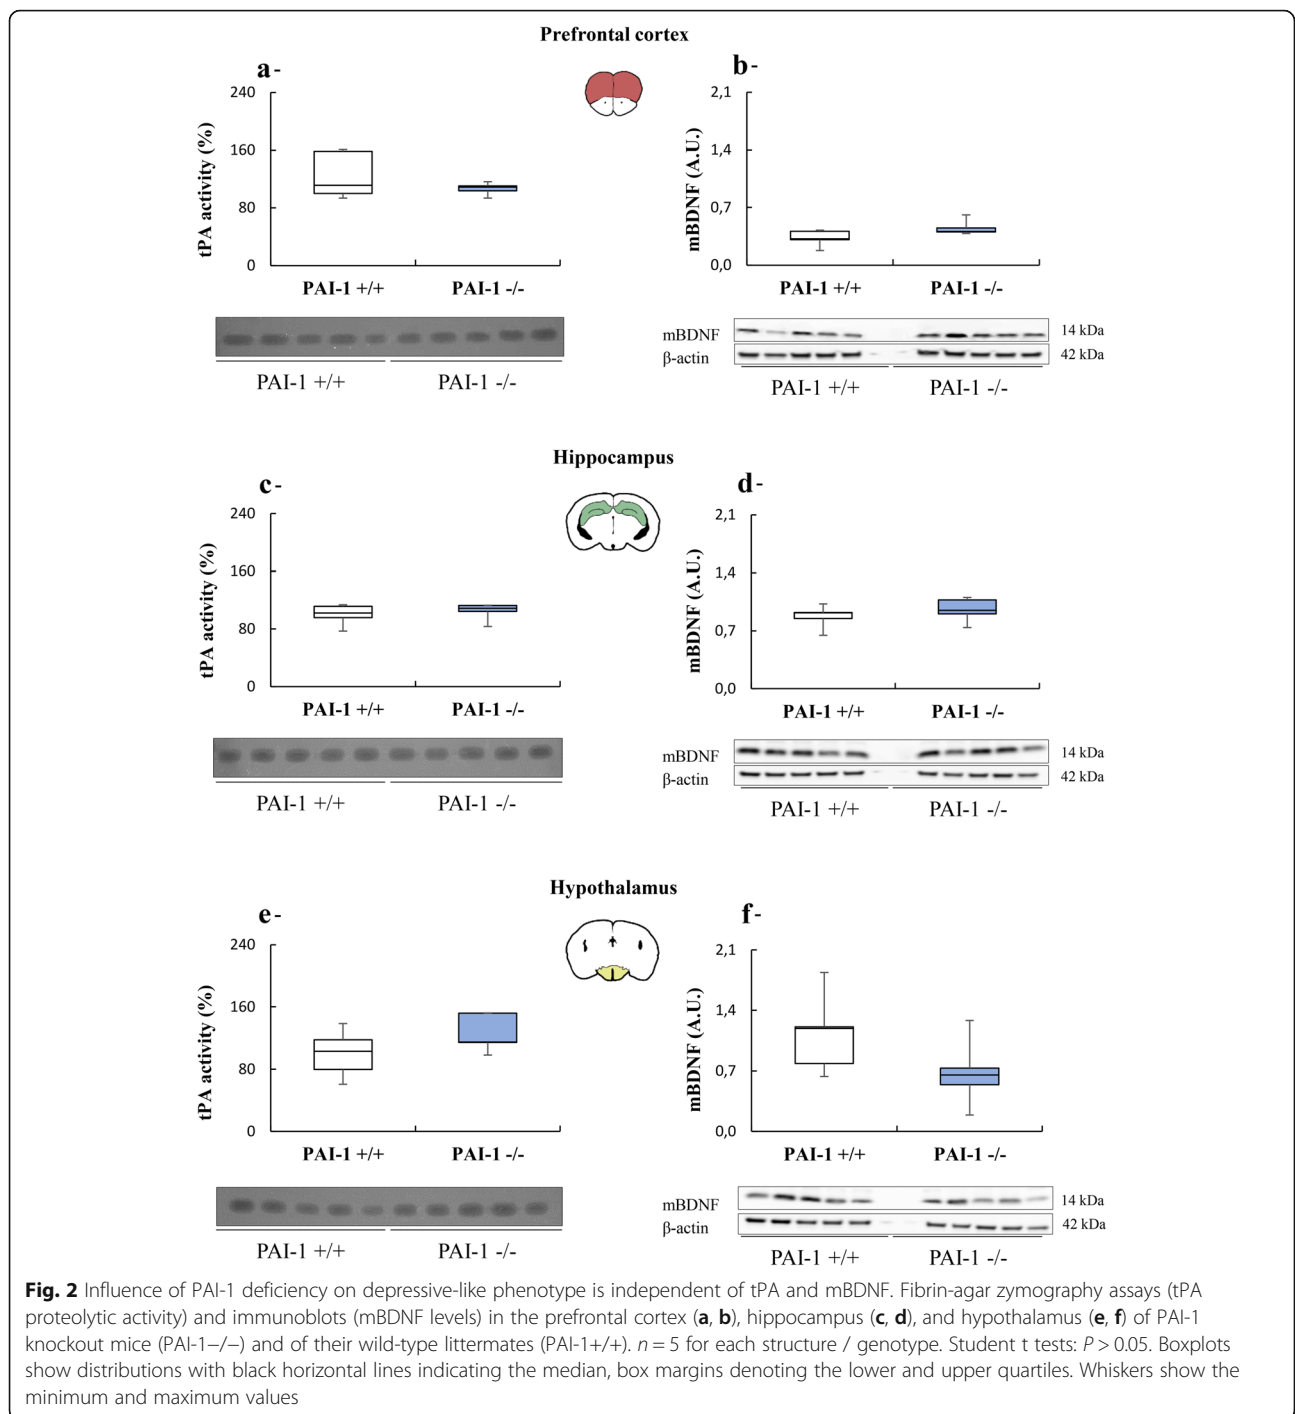 Prefrontal cortex
a-
240
160
80
0
tPA activity (%)
PAI-1 +/+ PAI-1 -/-
PAI-1 +/+ PAI-1 -/-
b-
2,1
1,4
0,7
0,0
mBDNF (A.U.)
PAI-1 +/+ PAI-1 -/-
mBDNF 14 kDa
β-actin 42 kDa
PAI-1 +/+ PAI-1 -/-
Hippocampus
c-
240
160
80
0
tPA activity (%)
PAI-1 +/+ PAI-1 -/-
PAI-1 +/+ PAI-1 -/-
d-
2,1
1,4
0,7
0,0
mBDNF (A.U.)
PAI-1 +/+ PAI-1 -/-
mBDNF 14 kDa
β-actin 42 kDa
PAI-1 +/+ PAI-1 -/-
Hypothalamus
e-
240
160
80
0
tPA activity (%)
PAI-1 +/+ PAI-1 -/-
PAI-1 +/+ PAI-1 -/-
f-
2,1
1,4
0,7
0,0
mBDNF (A.U.)
PAI-1 +/+ PAI-1 -/-
mBDNF 14 kDa
β-actin 42 kDa
PAI-1 +/+ PAI-1 -/-
Fig. 2 Influence of PAI-1 deficiency on depressive-like phenotype is independent of tPA and mBDNF. Fibrin-agar zymography assays (tPA
proteolytic activity) and immunoblots (mBDNF levels) in the prefrontal cortex (a, b), hippocampus (c, d), and hypothalamus (e, f) of PAI-1
knockout mice (PAI-1−/−) and of their wild-type littermates (PAI-1+/+). n = 5 for each structure / genotype. Student t tests: P > 0.05. Boxplots
show distributions with black horizontal lines indicating the median, box margins denoting the lower and upper quartiles. Whiskers show the
minimum and maximum values